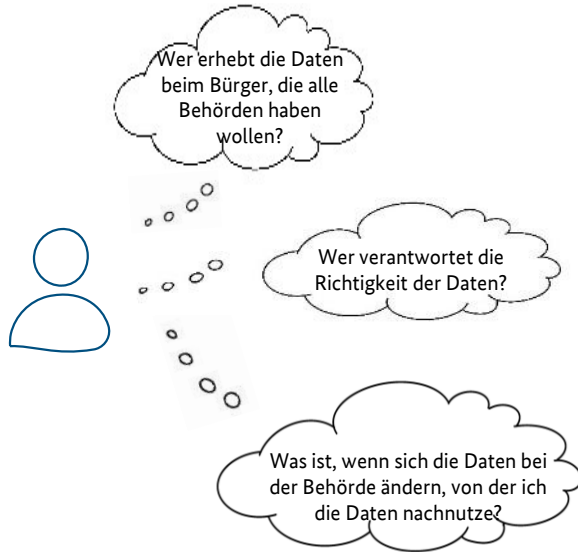 Wer erhebt die Daten
beim Bürger, die alle
Behörden haben
wollen?
Wer verantwortet die
Richtigkeit der Daten?
Was ist, wenn sich die Daten bei
der Behörde ändern, von der ich
die Daten nachnutze?